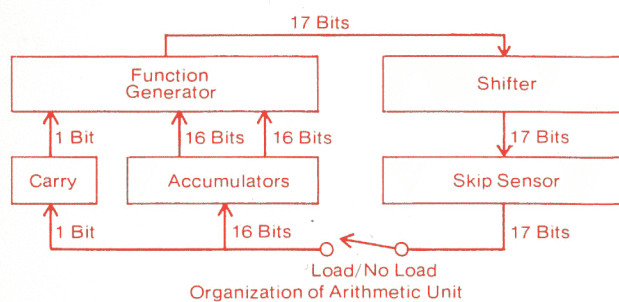 17 Bits
Function
Generator
Shifter
1 Bit
16 Bits
16 Bits
17 Bits
Carry
Accumulators
Skip Sensor
1 Bit
16 Bits
17 Bits
Load/No Load
Organization of Arithmetic Unit